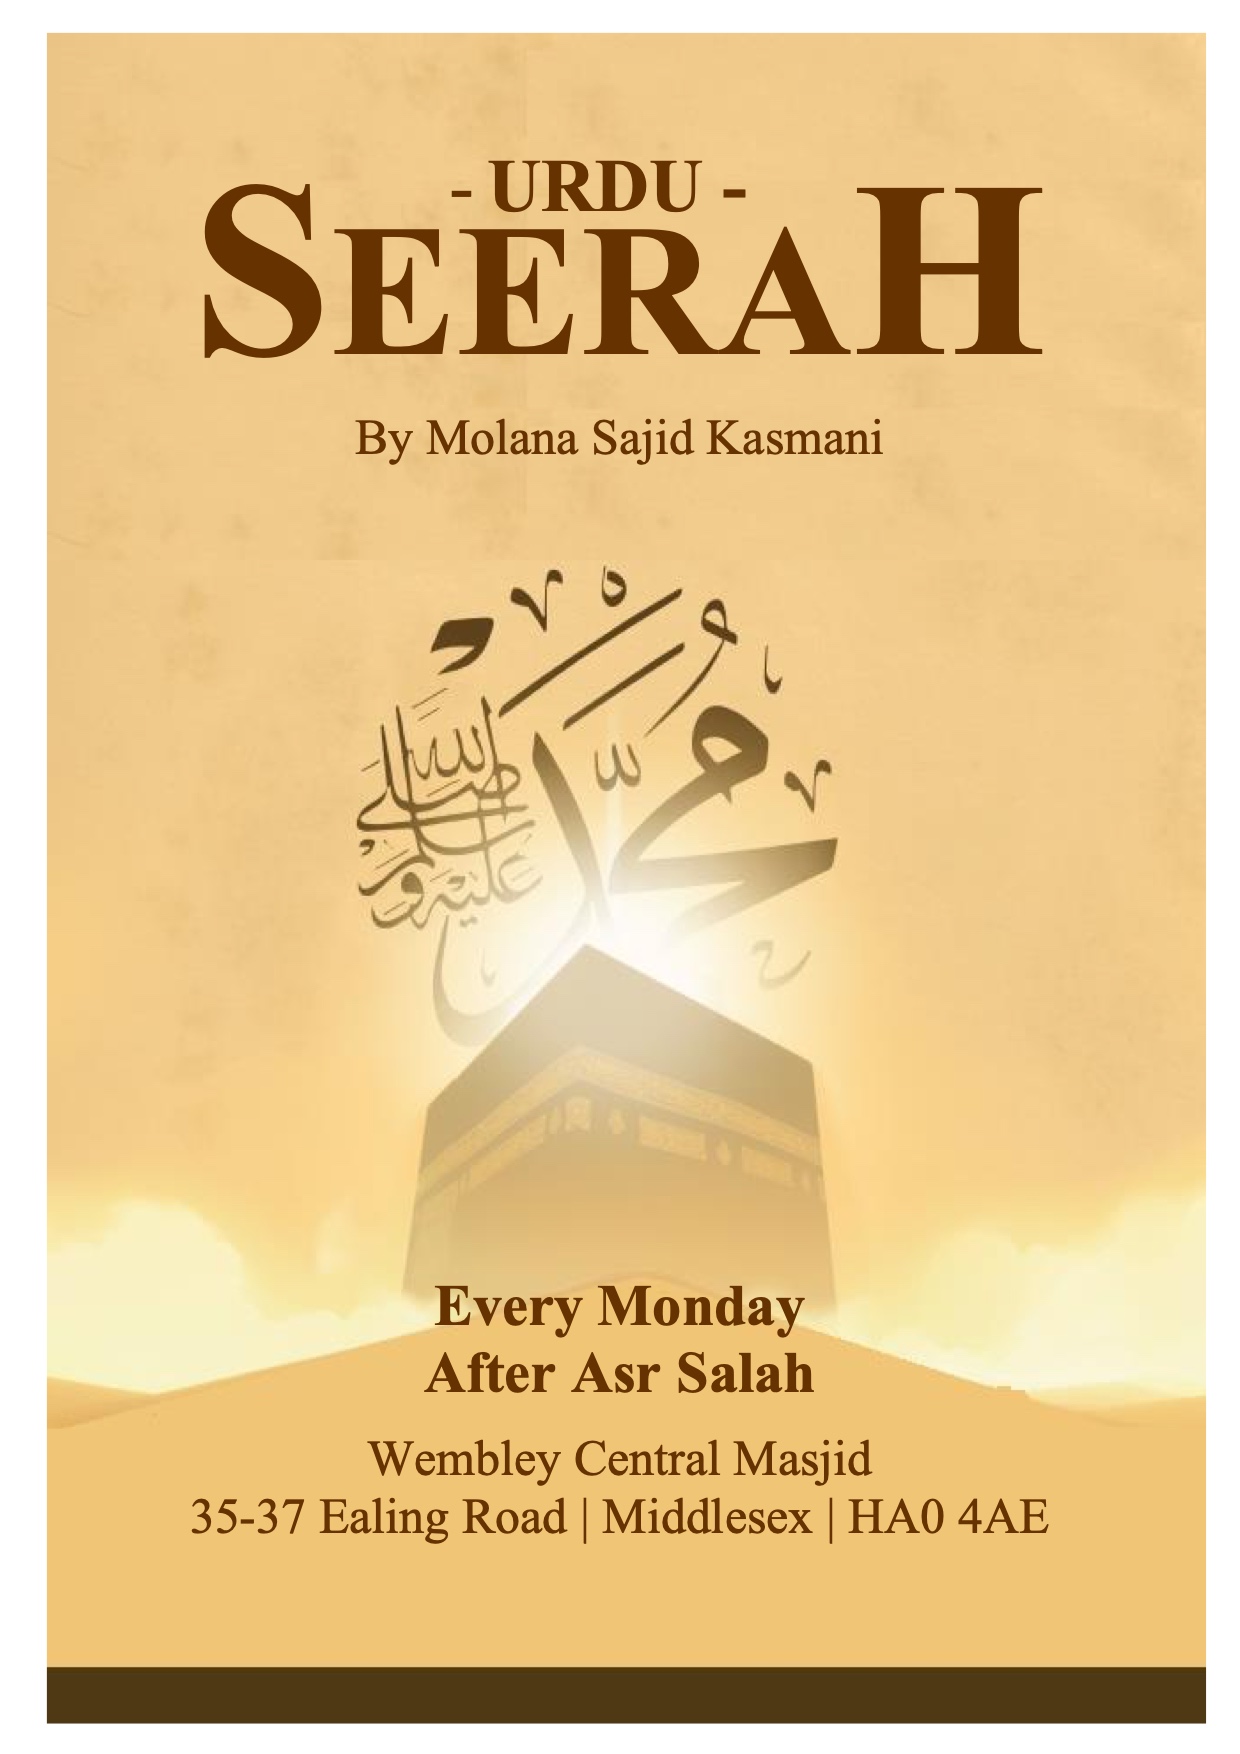 - URDU -
SEERAH
By Molana Sajid Kasmani
محمد
صلى الله
عليه وسلم
Every Monday
After Asr Salah
Wembley Central Masjid
35-37 Ealing Road | Middlesex | HA0 4AE